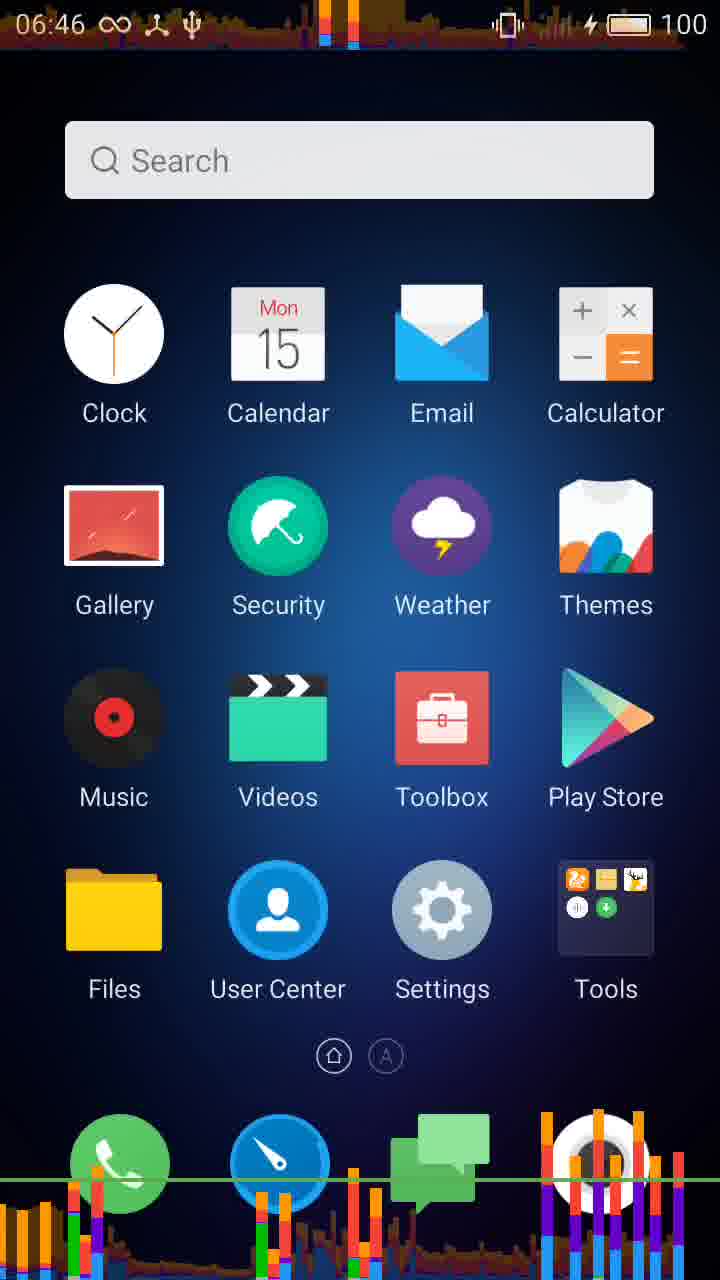 06:46 100
Search
Mon
15
Clock Calendar Email Calculator
Gallery Security Weather Themes
Music Videos Toolbox Play Store
Files User Center Settings Tools
A